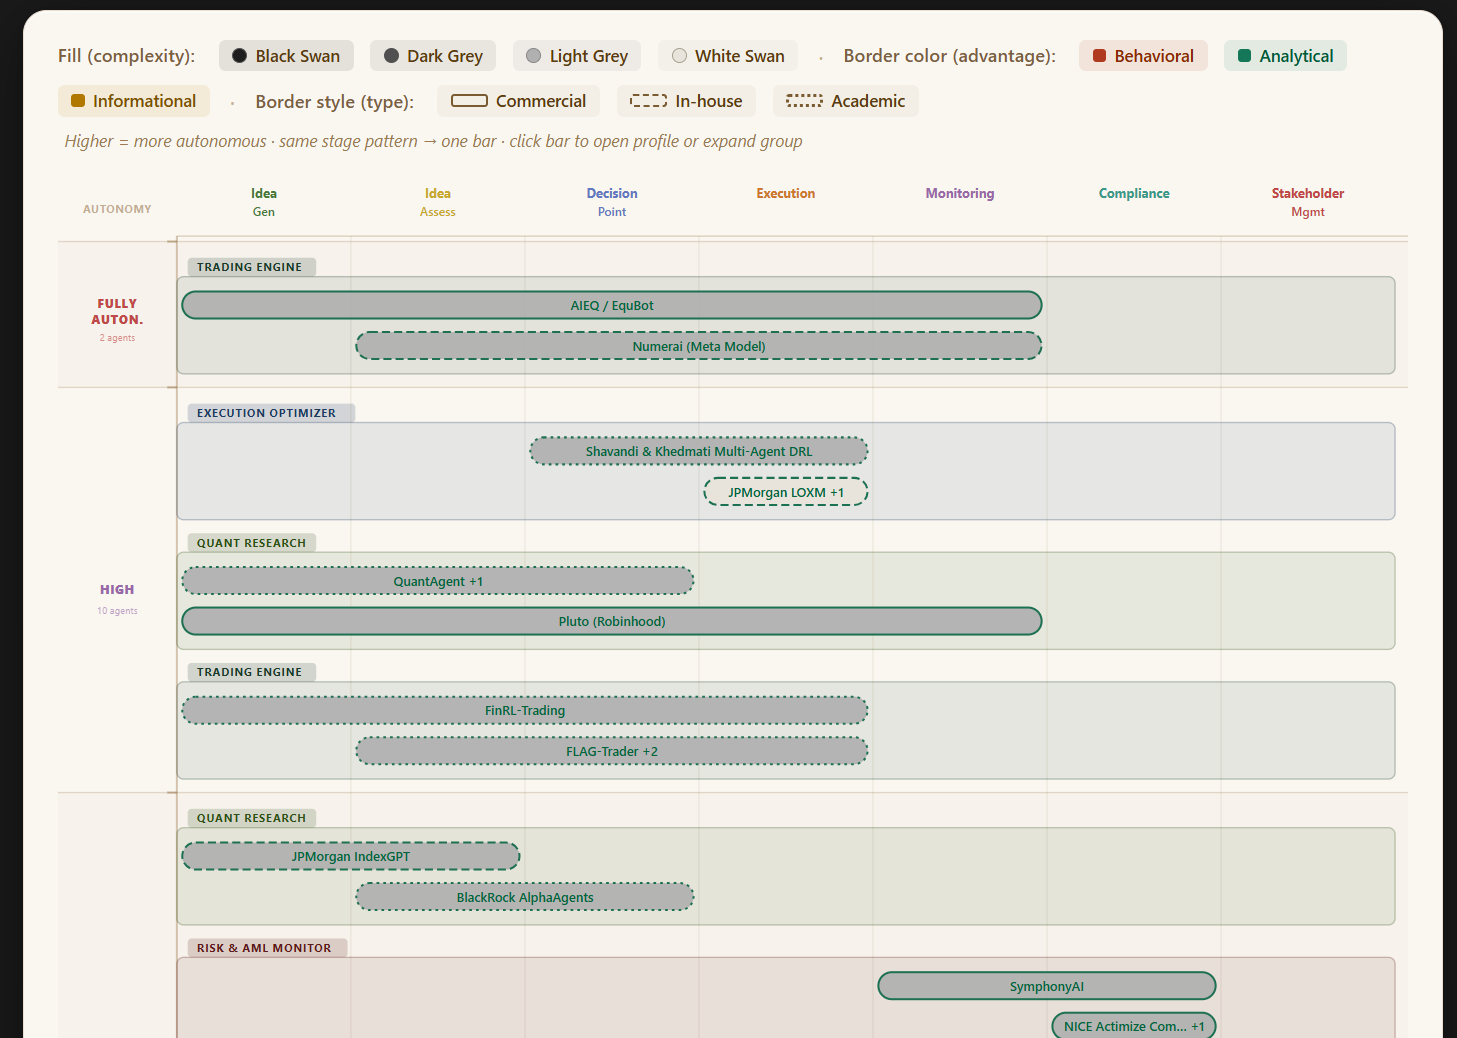 Fill (complexity): Black Swan Dark Grey Light Grey White Swan · Border color (advantage): Behavioral Analytical
Informational · Border style (type): Commercial In-house Academic
Higher = more autonomous · same stage pattern → one bar · click bar to open profile or expand group
AUTONOMY
Idea
Gen
Idea
Assess
Decision
Point
Execution
Monitoring
Compliance
Stakeholder
Mgmt
FULLY
AUTON.
2 agents
TRADING ENGINE
AIEQ / EquBot
Numerai (Meta Model)
HIGH
10 agents
EXECUTION OPTIMIZER
Shavandi & Khedmati Multi-Agent DRL
JPMorgan LOXM +1
QUANT RESEARCH
QuantAgent +1
Pluto (Robinhood)
TRADING ENGINE
FinRL-Trading
FLAG-Trader +2
QUANT RESEARCH
JPMorgan IndexGPT
BlackRock AlphaAgents
RISK & AML MONITOR
SymphonyAI
NICE Actimize Com... +1